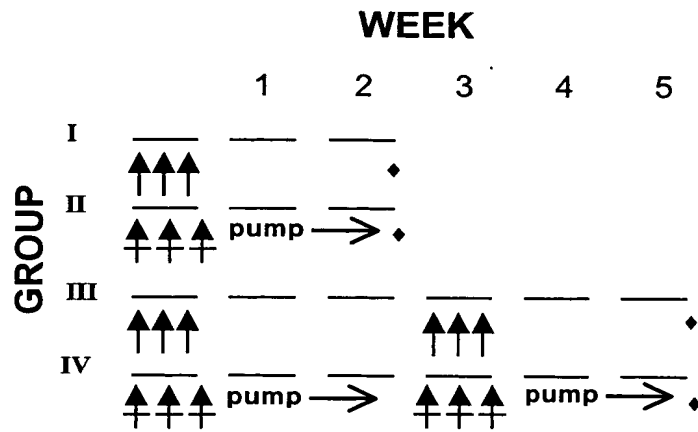 WEEK
1 2 3 4 5
GROUP
I
II
pump
III
IV
pump pump